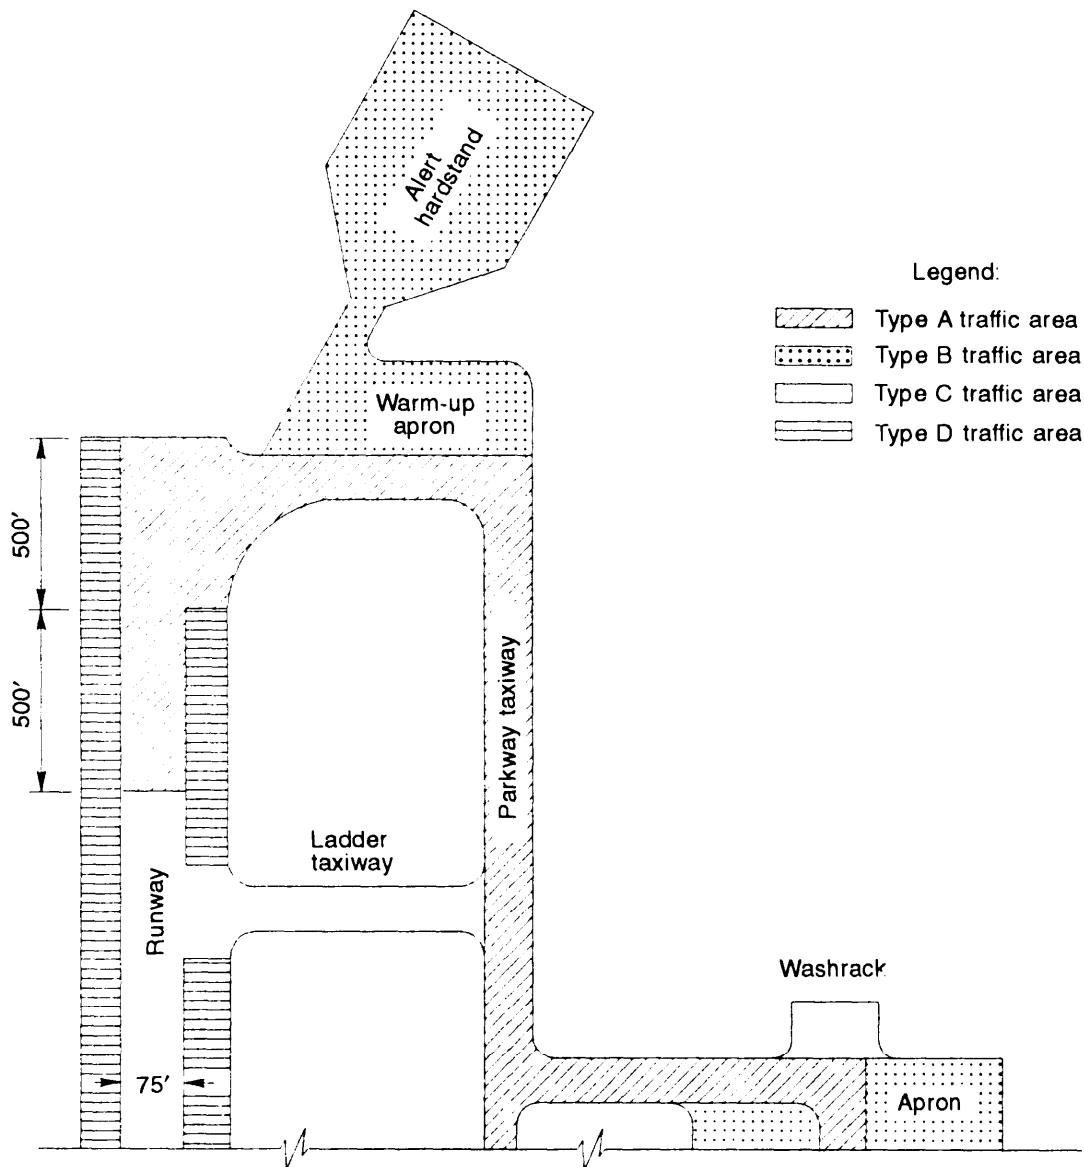 Alert
hardstand
Legend:
Type A traffic area
Type B traffic area
Type C traffic area
Type D traffic area
Warm-up
apron
500'
500'
Parkway taxiway
Ladder
taxiway
Runway
Washrack
75'
Apron